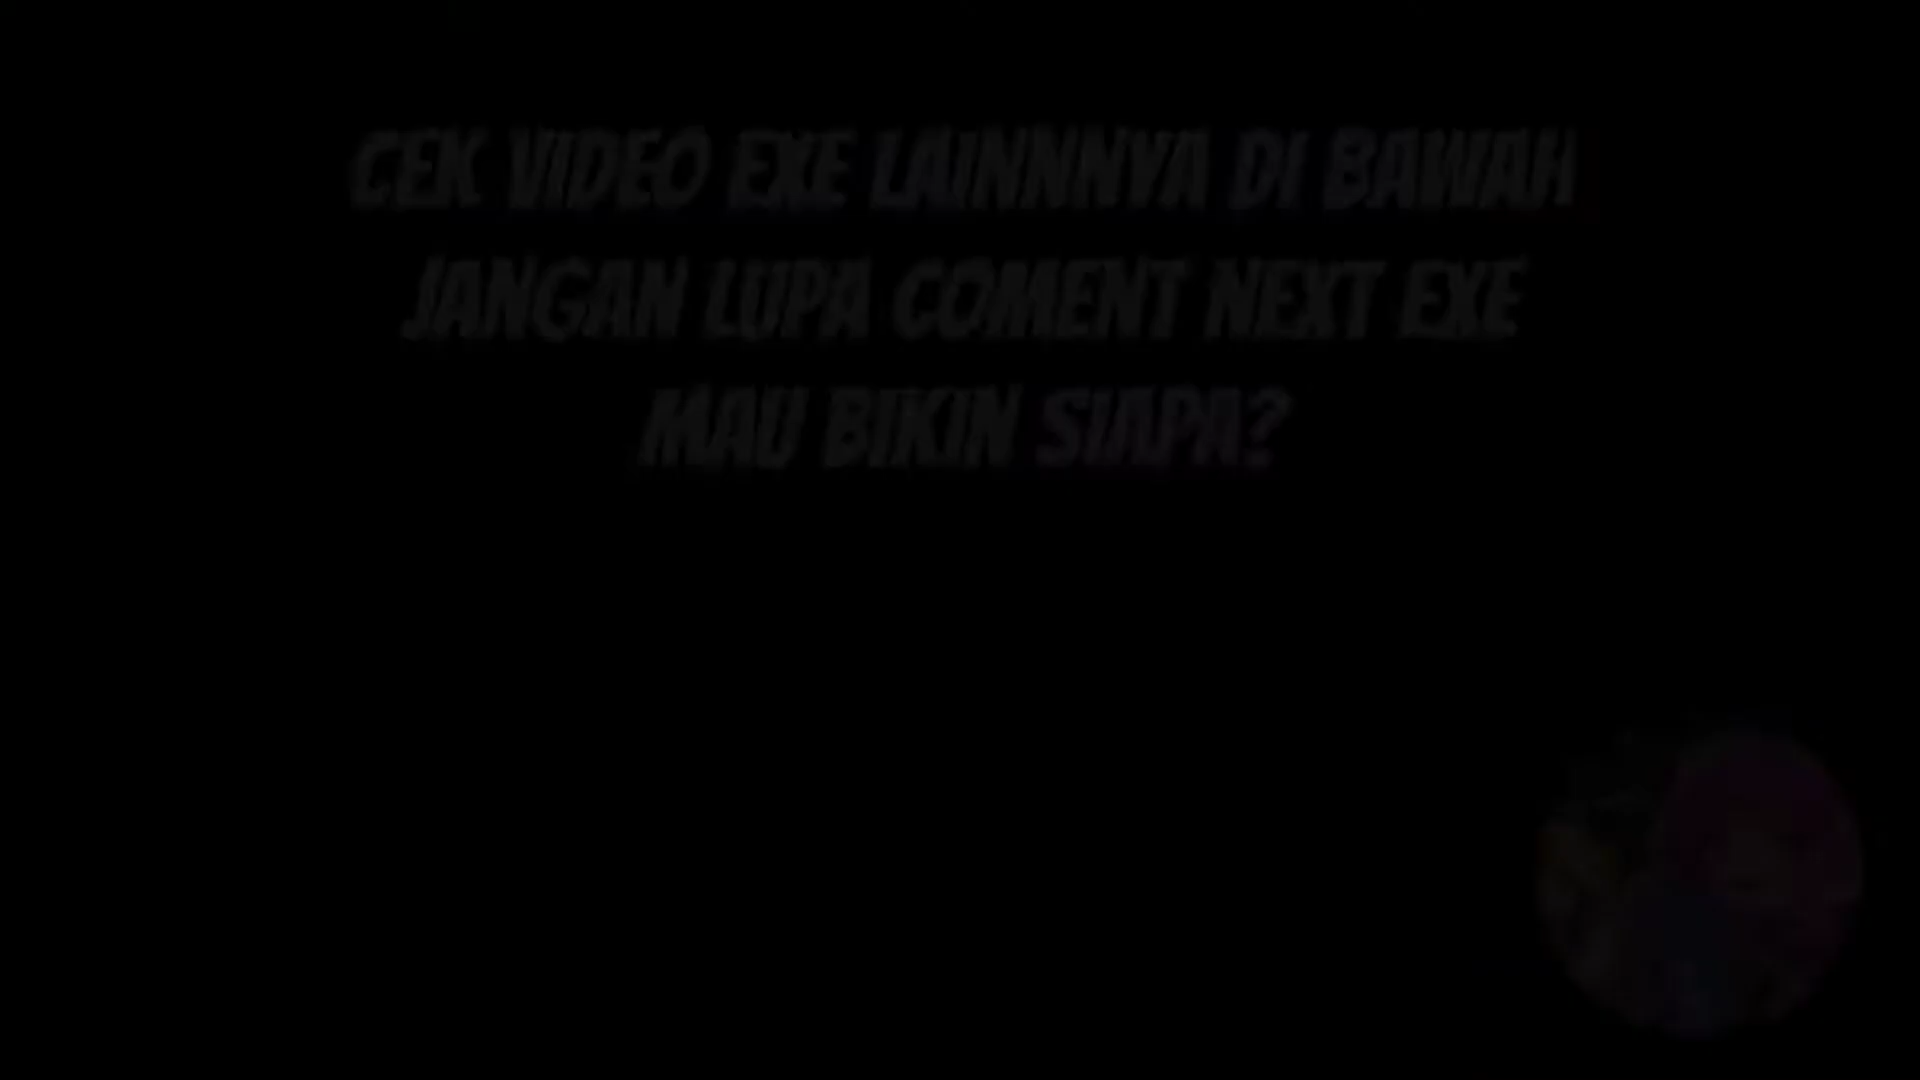 CEK VIDEO EXE LAINNNYA DI BAWAH
JANGAN LUPA COMENT NEXT EXE
MAU BIKIN SIAPA?